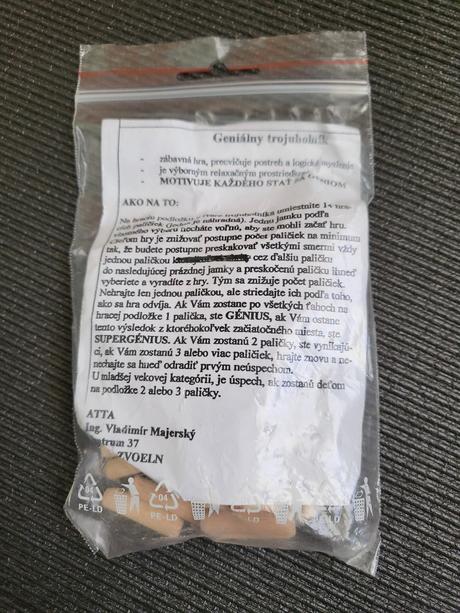 Geniálny trojuholník
- zábavná hra, precvičuje postreh a logické myslenie
- je výborným relaxačným prostriedkom
- MOTIVUJE KAŽDÉHO STAŤ SA GÉNIOM
AKO NA TO:
Na hraciu podložku v tvare trojuholníka umiestnite 14 hra-
cích paličiek je náhradná). Jednu jamku podľa
vlastného výberu necháte voľnú, aby ste mohli začať hru.
Cieľom hry je znižovať postupne počet paličiek na minimum
tak, že budete postupne preskakovať všetkými smermi vždy
jednou paličkou cez ďalšiu paličku
do nasledujúcej prázdnej jamky a preskočenú paličku ihneď
vyberiete a vyradíte z hry. Tým sa znižuje počet paličiek.
Nehrajte len jednou paličkou, ale striedajte ich podľa toho,
ako sa hra odvíja. Ak Vám zostane po všetkých ťahoch na
hracej podložke 1 palička, ste GÉNIUS, ak Vám ostane
tento výsledok z ktoréhokoľvek začiatočného miesta, ste
SUPERGÉNIUS. Ak Vám zostanú 2 paličky, ste vynikajú-
ci, ak Vám zostanú 3 alebo viac paličiek, hrajte znovu a ne-
nechajte sa hneď odradiť prvým neúspechom.
U mladšej vekovej kategórii, je úspech, ak zostanú deťom
na podložke 2 alebo 3 paličky.
ATTA
Ing. Vladimír Majerský
ntrum 37
ZVOELN
04 04 04
PE-LD PE-LD PE-LD